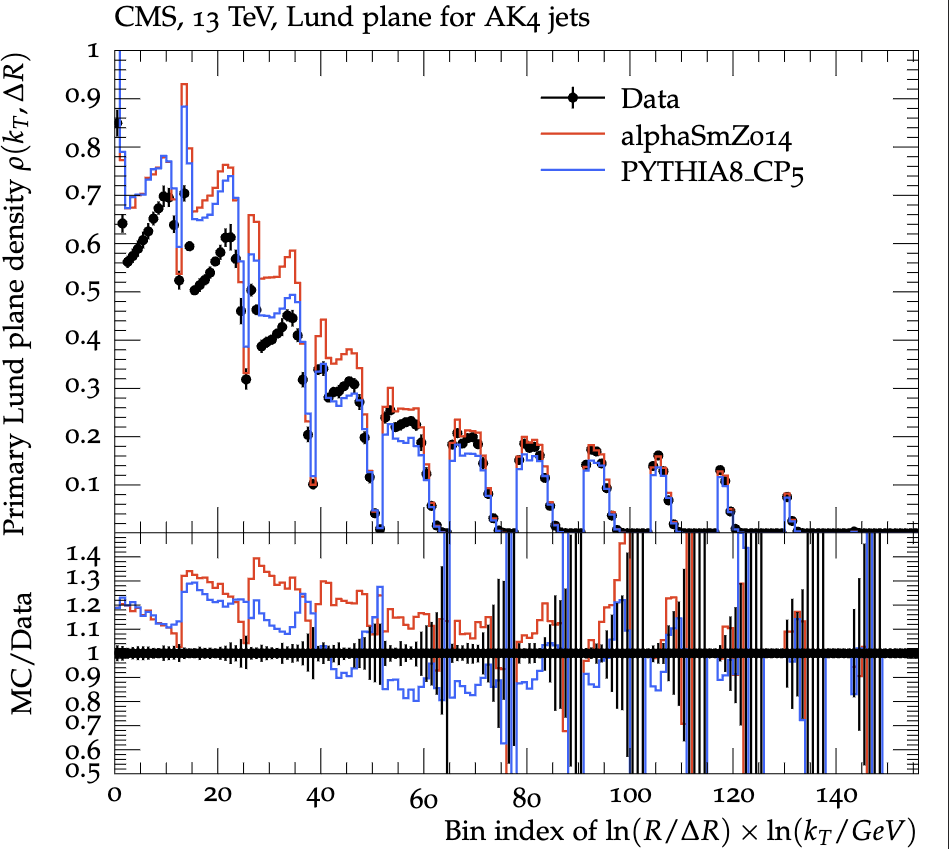 CMS, 13 TeV, Lund plane for AK4 jets
Primary Lund plane density ρ(k_T, ΔR)
1
0.9
0.8
0.7
0.6
0.5
0.4
0.3
0.2
0.1
Data
alphaSmZ014
PYTHIA8_CP5
MC/Data
1.4
1.3
1.2
1.1
1
0.9
0.8
0.7
0.6
0.5
0 20 40 60 80 100 120 140
Bin index of ln(R/ΔR) × ln(k_T/GeV)